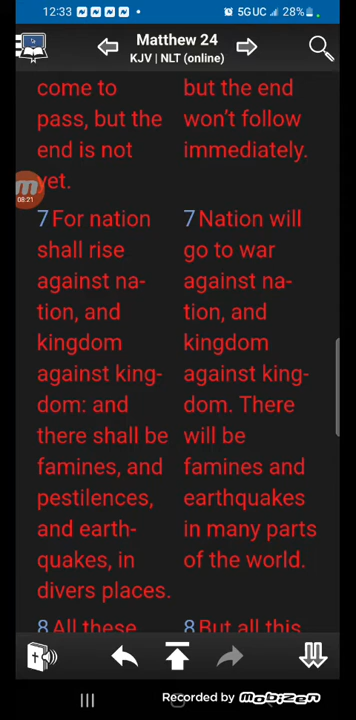 12:33 5GUC 28%
Matthew 24
KJV | NLT (online)
come to
pass, but the
end is not
yet.
7 For nation
shall rise
against na-
tion, and
kingdom
against king-
dom: and
there shall be
famines, and
pestilences,
and earth-
quakes, in
divers places.
8 All these
but the end
won't follow
immediately.
7 Nation will
go to war
against na-
tion, and
kingdom
against king-
dom. There
will be
famines and
earthquakes
in many parts
of the world.
8 But all this
08:21
Recorded by mobizen